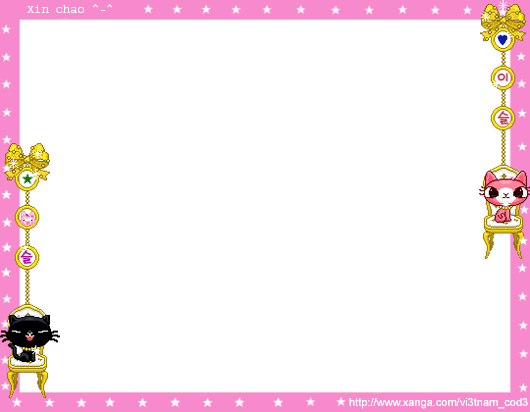 Xin chao ^-^
이
슬
슬
http://www.xanga.com/vi3tnam_cod3